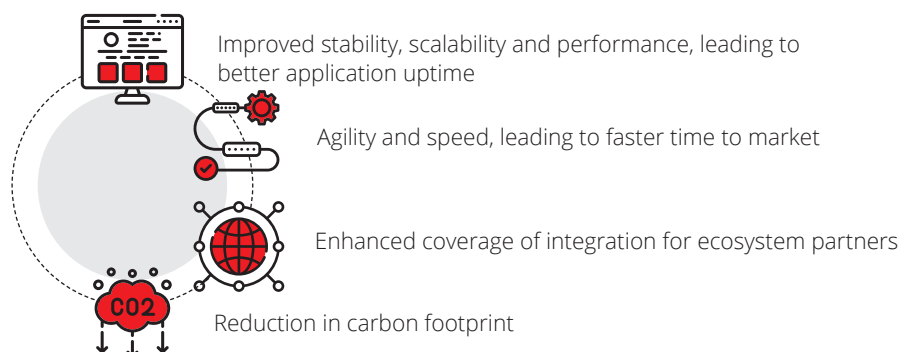 Improved stability, scalability and performance, leading to
better application uptime
Agility and speed, leading to faster time to market
Enhanced coverage of integration for ecosystem partners
CO2
Reduction in carbon footprint